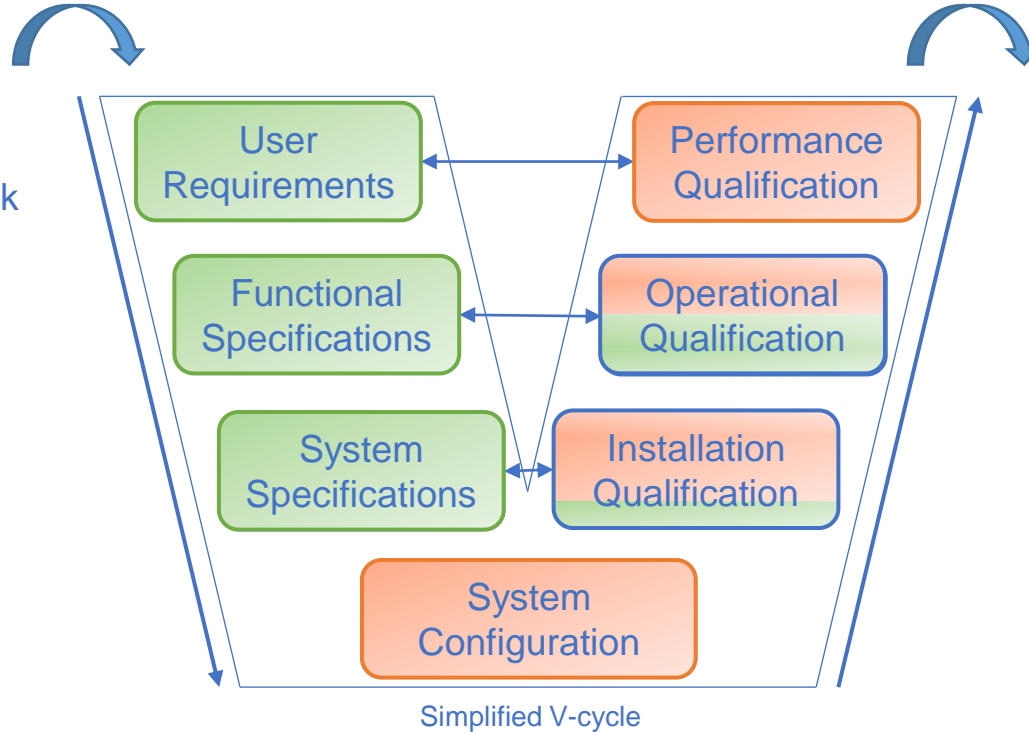 User
Requirements
Performance
Qualification
k
Functional
Specifications
Operational
Qualification
System
Specifications
Installation
Qualification
System
Configuration
Simplified V-cycle